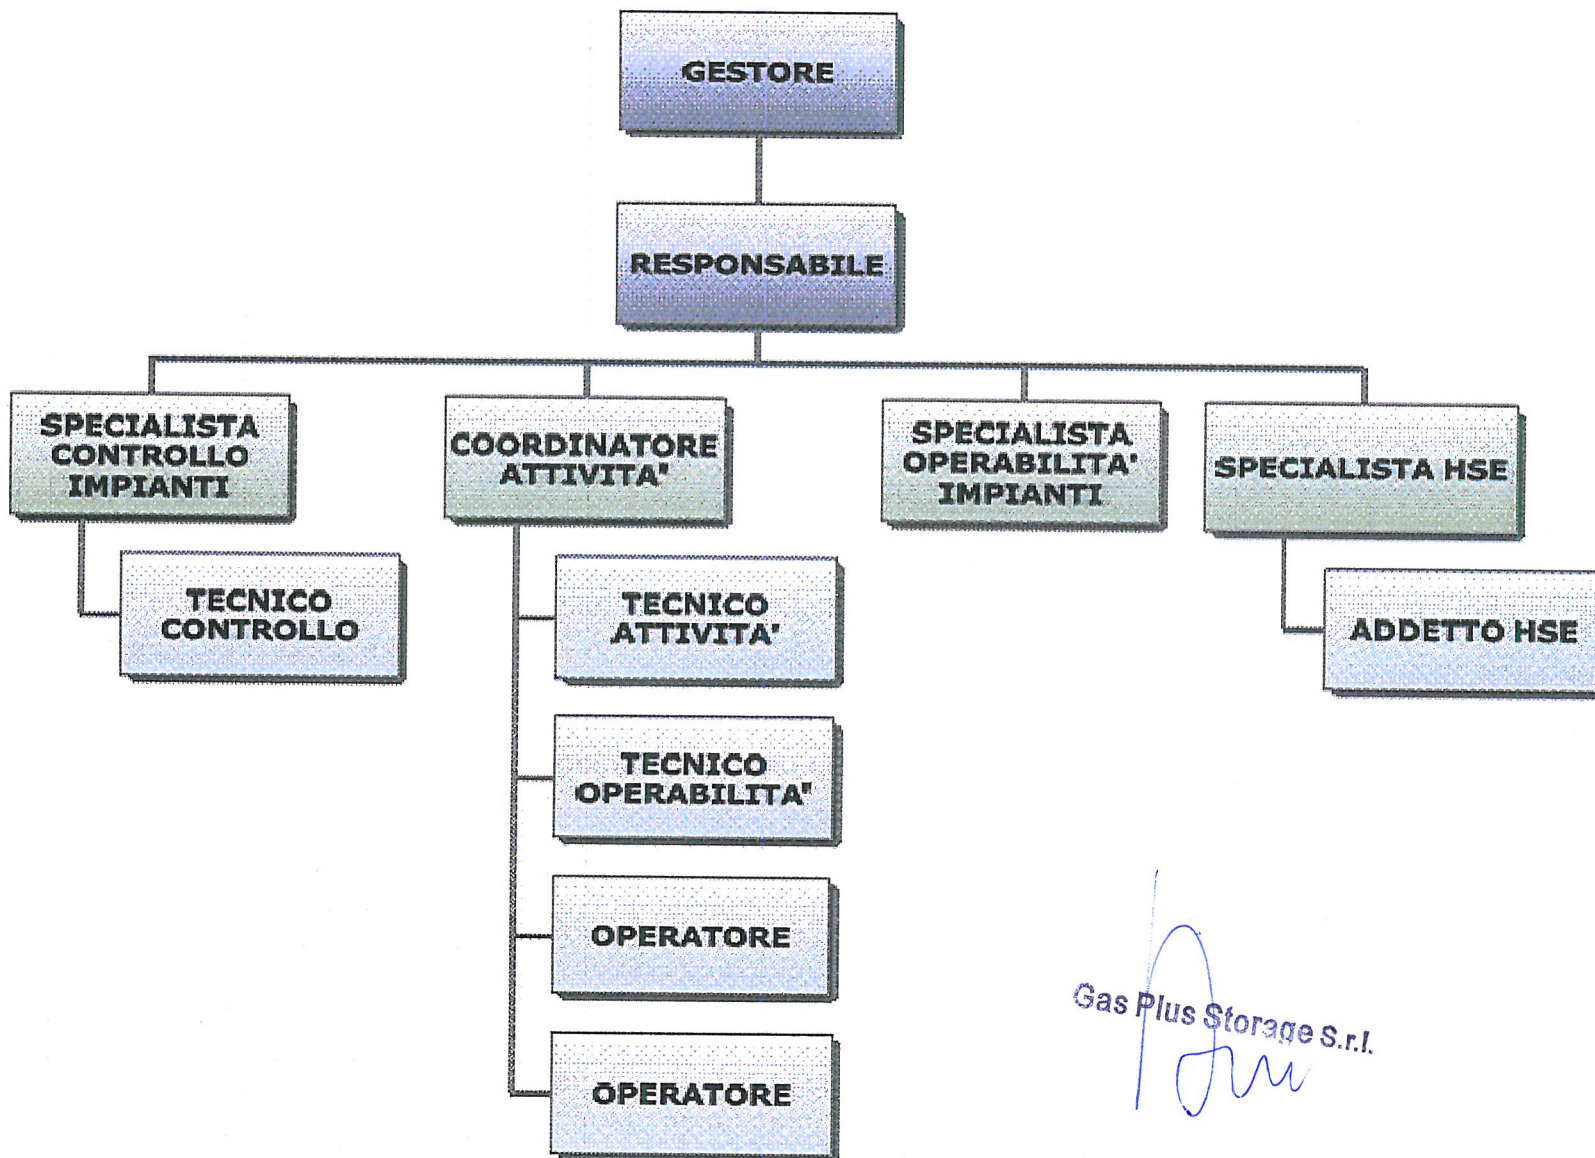 GESTORE
RESPONSABILE
SPECIALISTA
CONTROLLO
IMPIANTI
COORDINATORE
ATTIVITA'
SPECIALISTA
OPERABILITA'
IMPIANTI
SPECIALISTA HSE
TECNICO
CONTROLLO
TECNICO
ATTIVITA'
ADDETTO HSE
TECNICO
OPERABILITA'
OPERATORE
OPERATORE
Gas Plus Storage S.r.l.